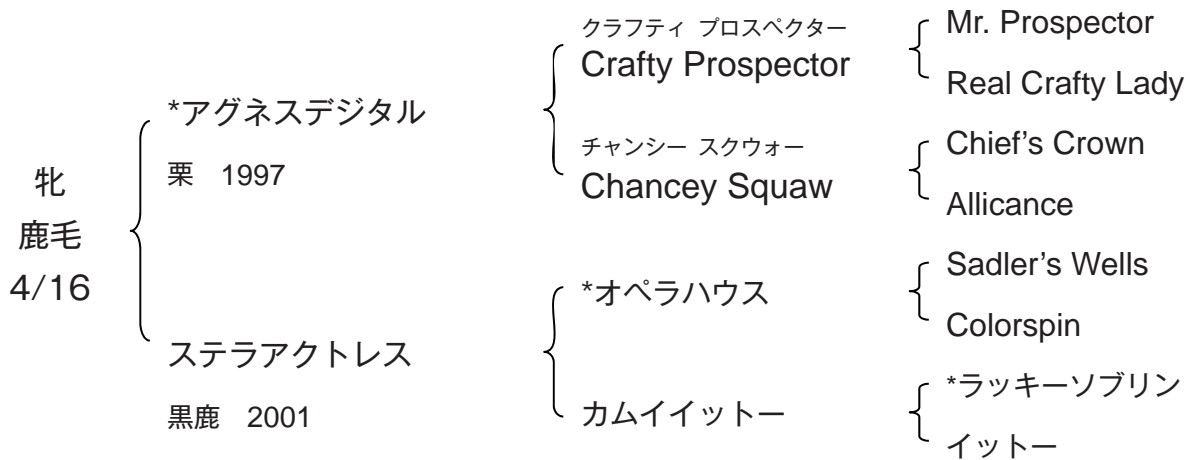 牝
鹿毛
4/16
*アグネスデジタル
栗 1997
ステラアクトレス
黒鹿 2001
クラフティ プロスペクター
Crafty Prospector
チャンシー スクウォー
Chancey Squaw
*オペラハウス
カムイイットー
Mr. Prospector
Real Crafty Lady
Chief’s Crown
Allicance
Sadler’s Wells
Colorspin
*ラッキーソブリン
イットー